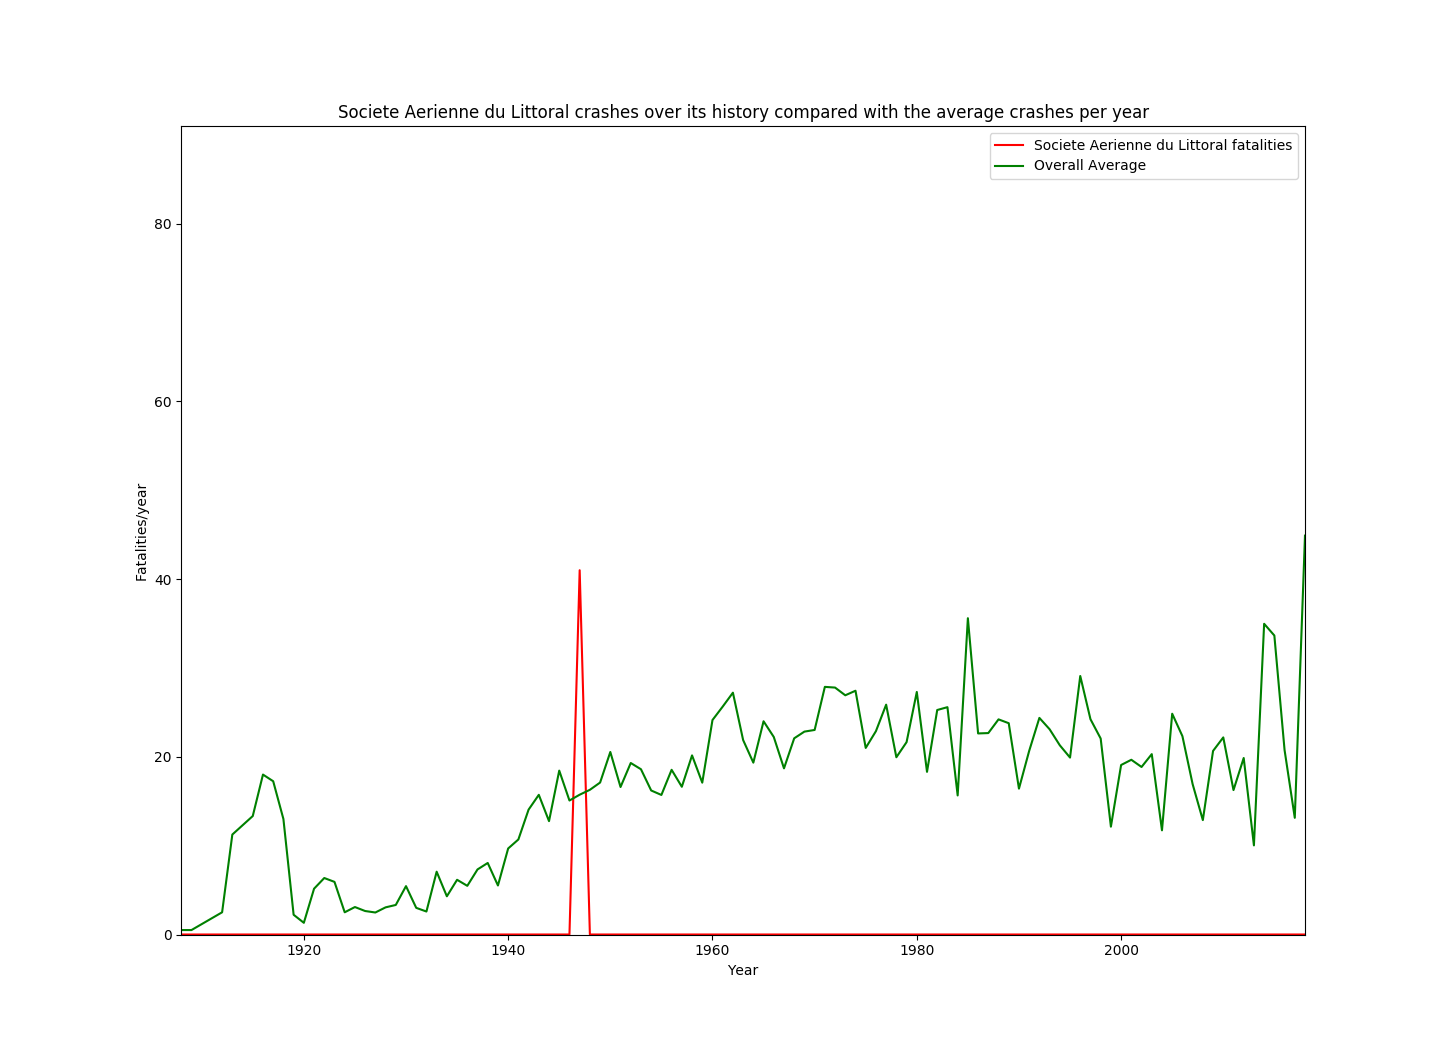 Societe Aerienne du Littoral crashes over its history compared with the average crashes per year
Societe Aerienne du Littoral fatalities
Overall Average
80
60
40
20
0
Fatalities/year
1920 1940 1960 1980 2000
Year